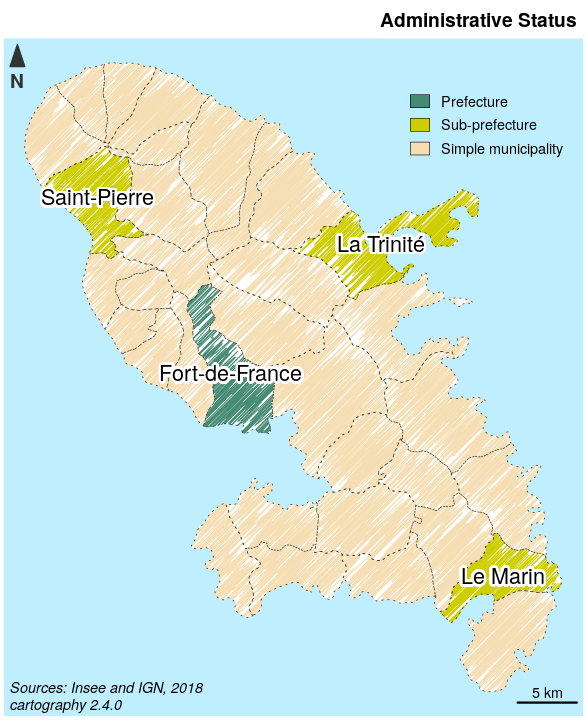 Administrative Status
N
Prefecture
Sub-prefecture
Simple municipality
Saint-Pierre
La Trinité
Fort-de-France
Le Marin
Sources: Insee and IGN, 2018
cartography 2.4.0
5 km